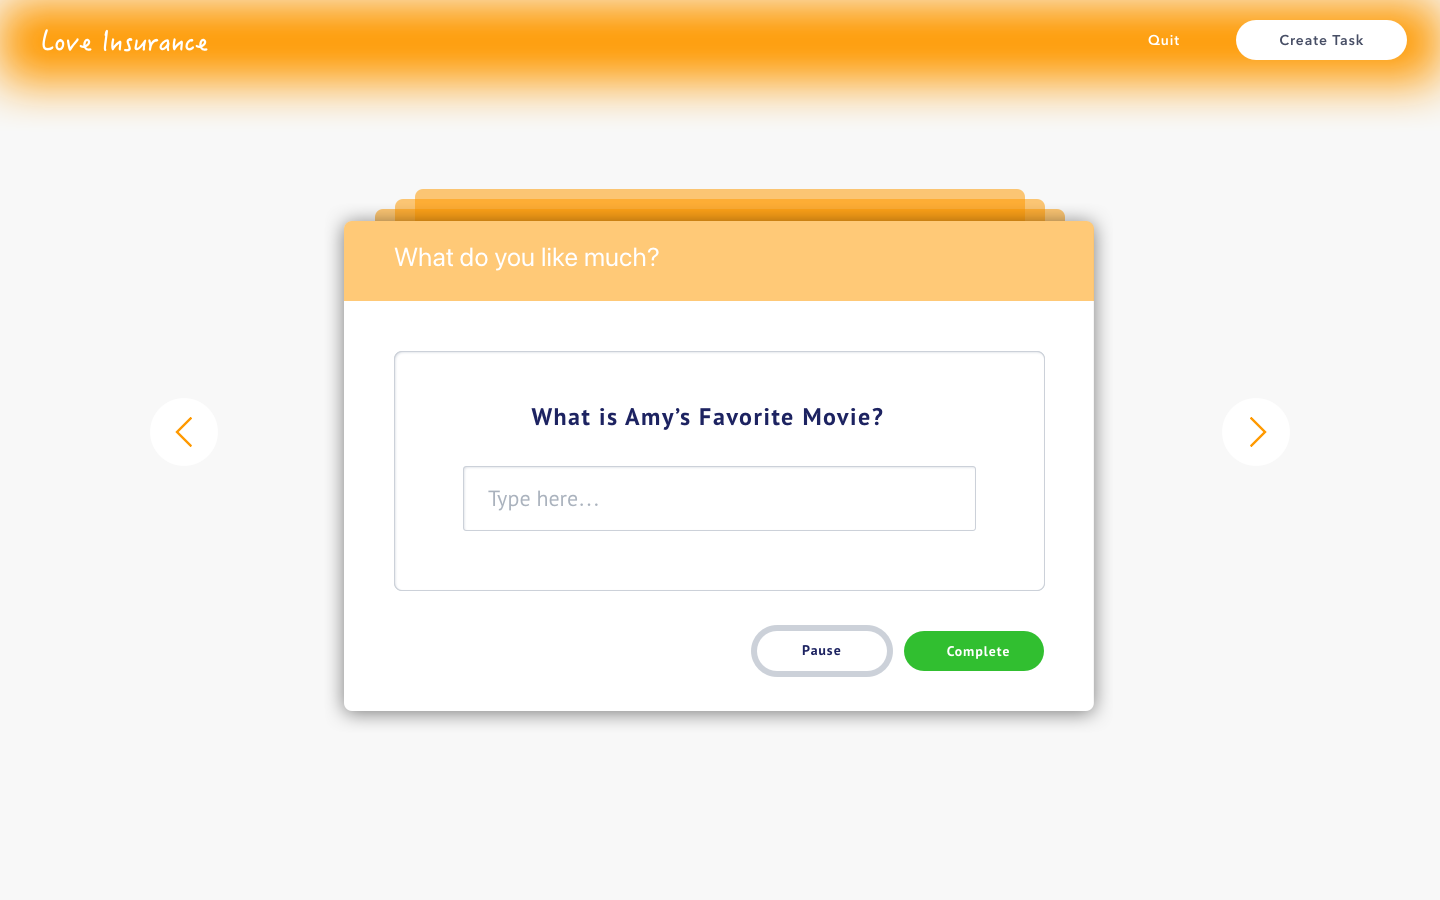 Love Insurance
Quit
Create Task
What do you like much?
What is Amy’s Favorite Movie?
Type here...
Pause
Complete